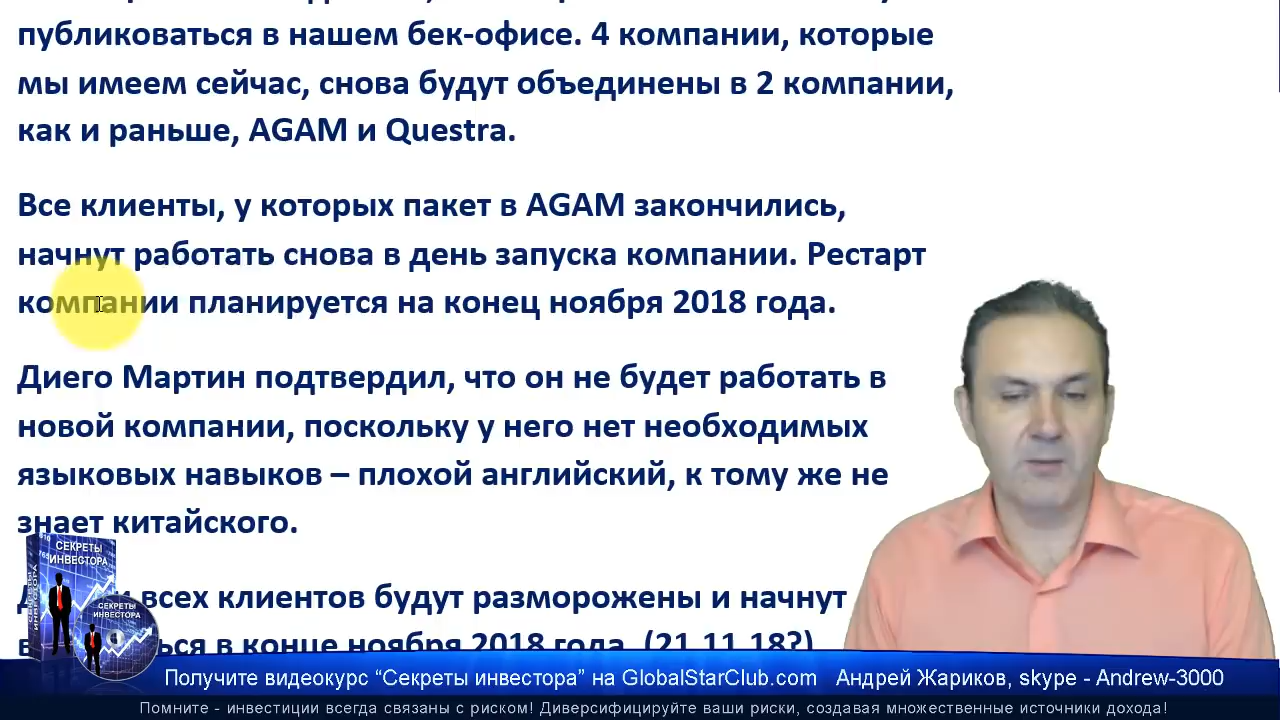 публиковаться в нашем бек-офисе. 4 компании, которые
мы имеем сейчас, снова будут объединены в 2 компании,
как и раньше, AGAM и Questra.
Все клиенты, у которых пакет в AGAM закончились,
начнут работать снова в день запуска компании. Рестарт
компании планируется на конец ноября 2018 года.
Диего Мартин подтвердил, что он не будет работать в
новой компании, поскольку у него нет необходимых
языковых навыков – плохой английский, к тому же не
знает китайского.
всех клиентов будут разморожены и начнут
в конце ноября 2018 года. (21.11.18?)
СЕКРЕТЫ
ИНВЕСТОРА
СЕКРЕТЫ
ИНВЕСТОРА
Получите видеокурс “Секреты инвестора” на GlobalStarClub.com Андрей Жариков, skype - Andrew-3000
Помните - инвестиции всегда связаны с риском! Диверсифицируйте ваши риски, создавая множественные источники дохода!